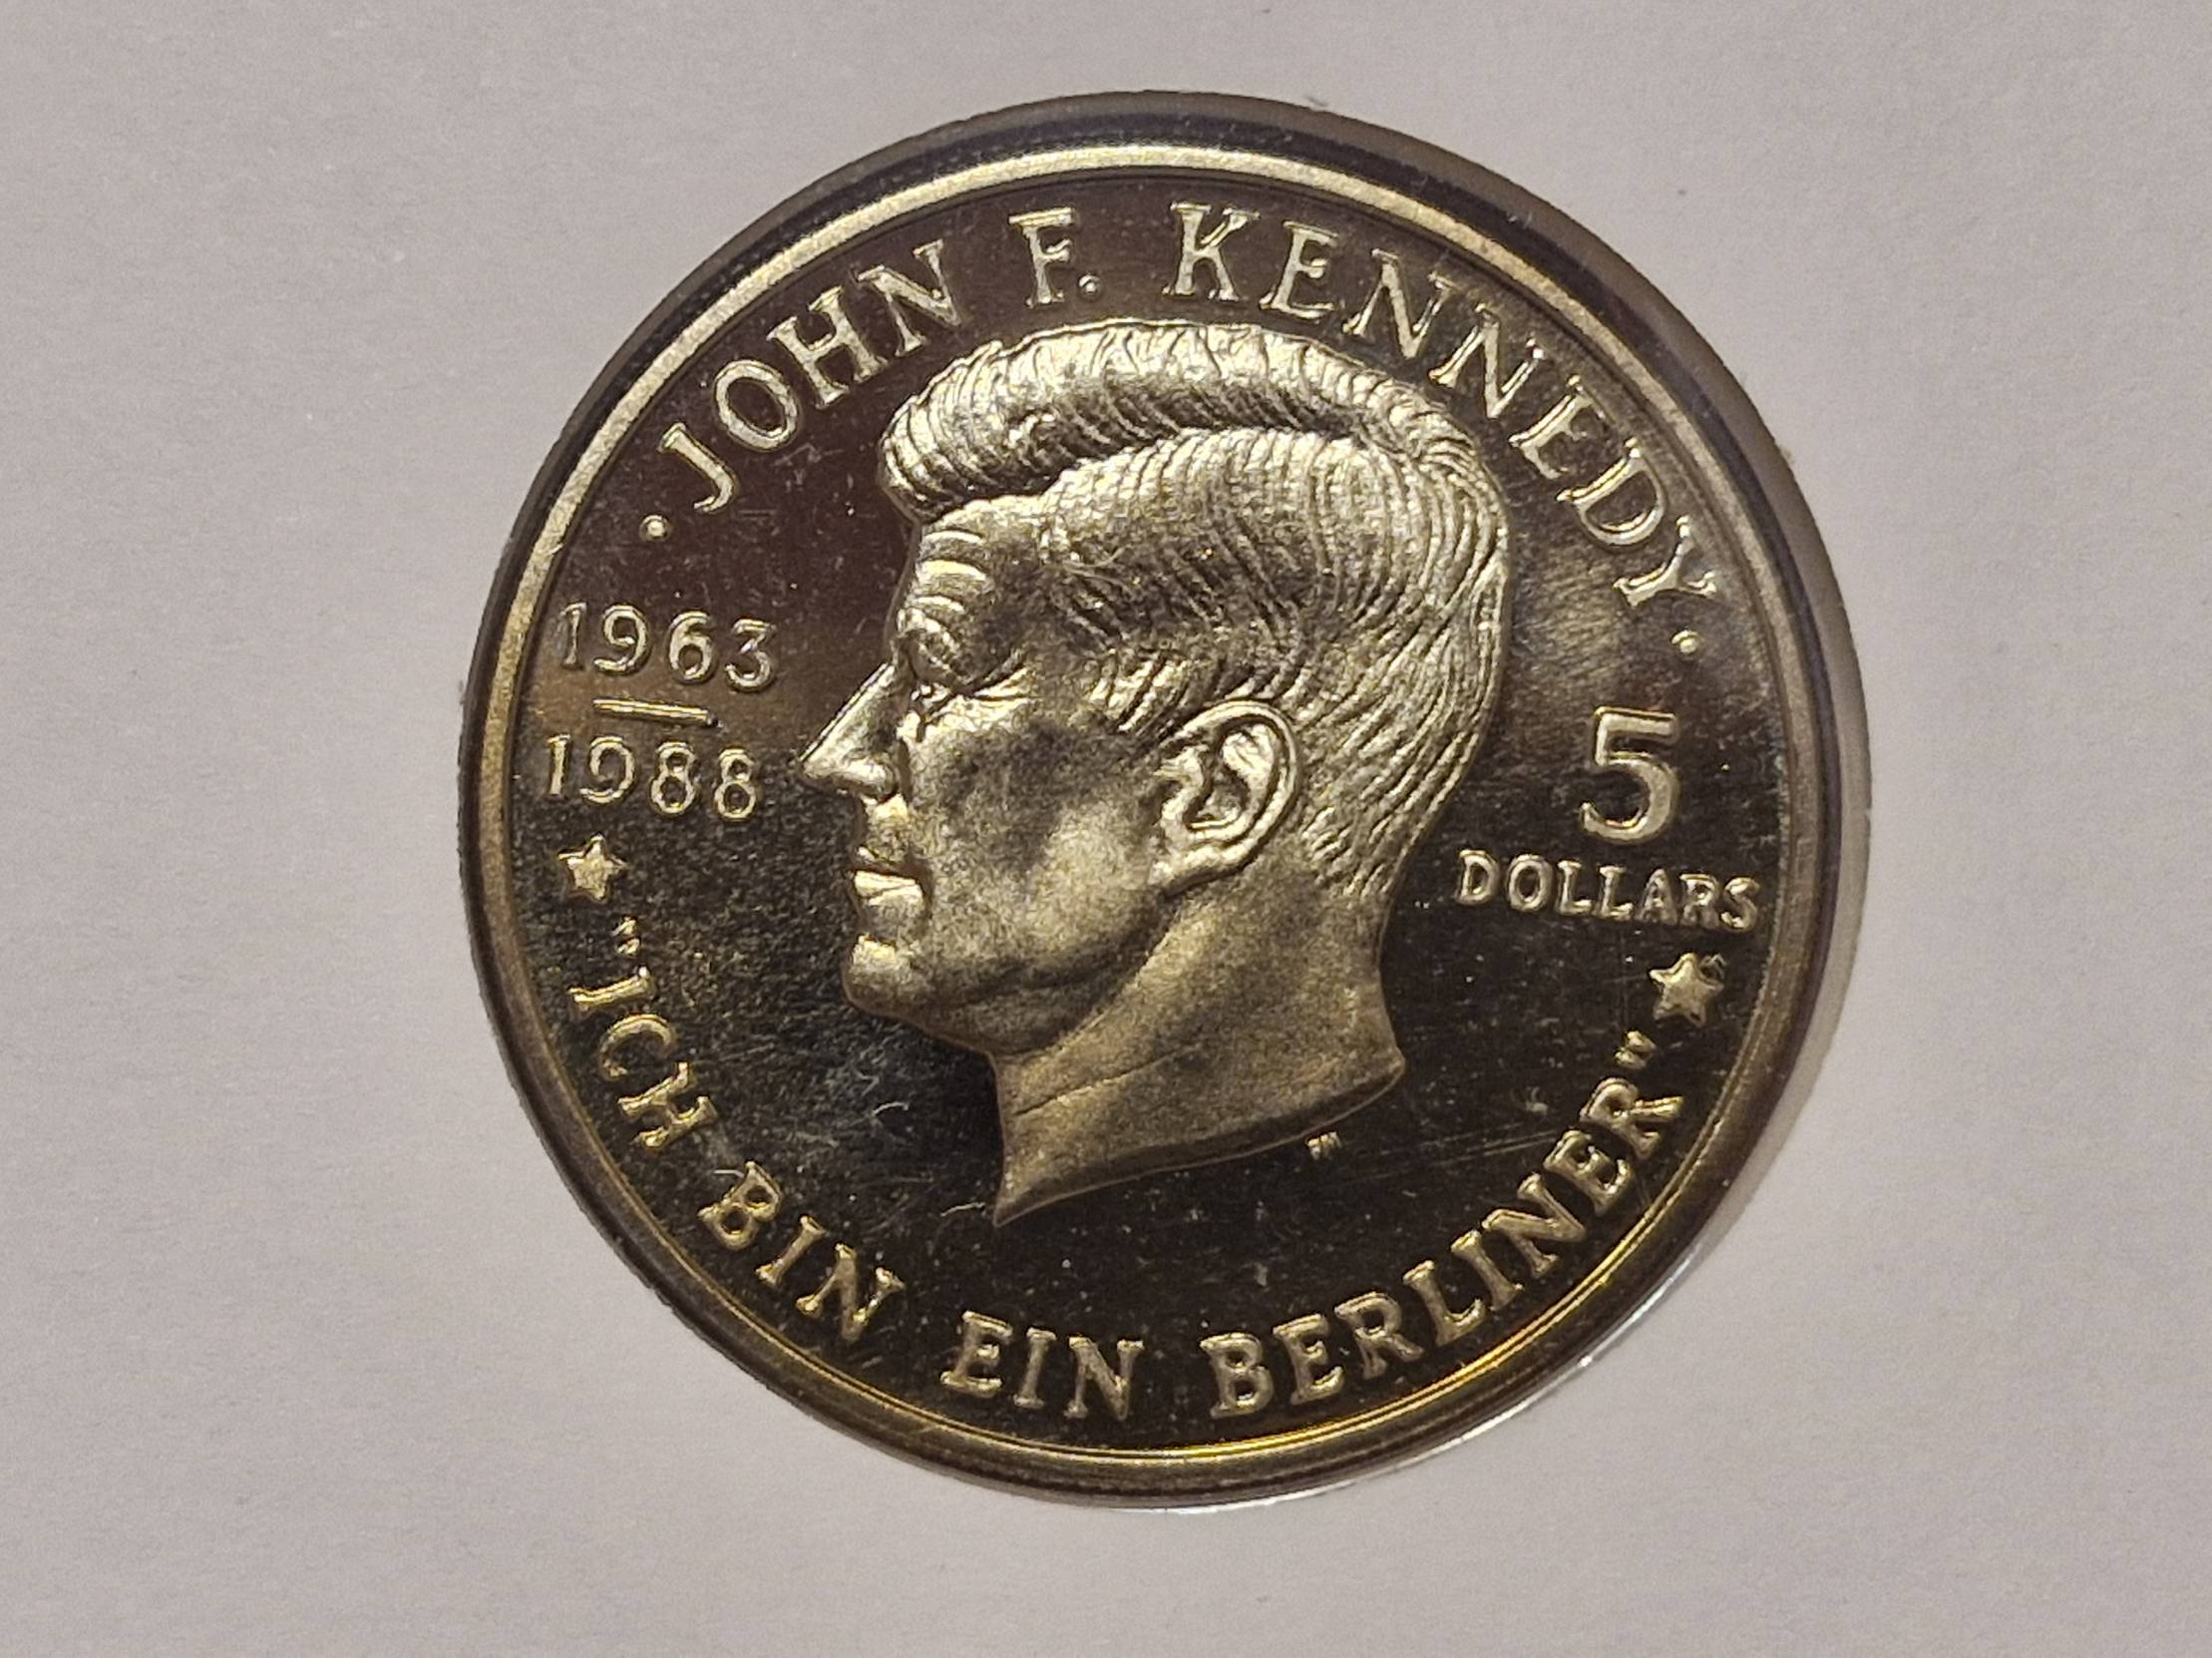 · JOHN F. KENNEDY ·
1963
1988
5
DOLLARS
"ICH BIN EIN BERLINER"